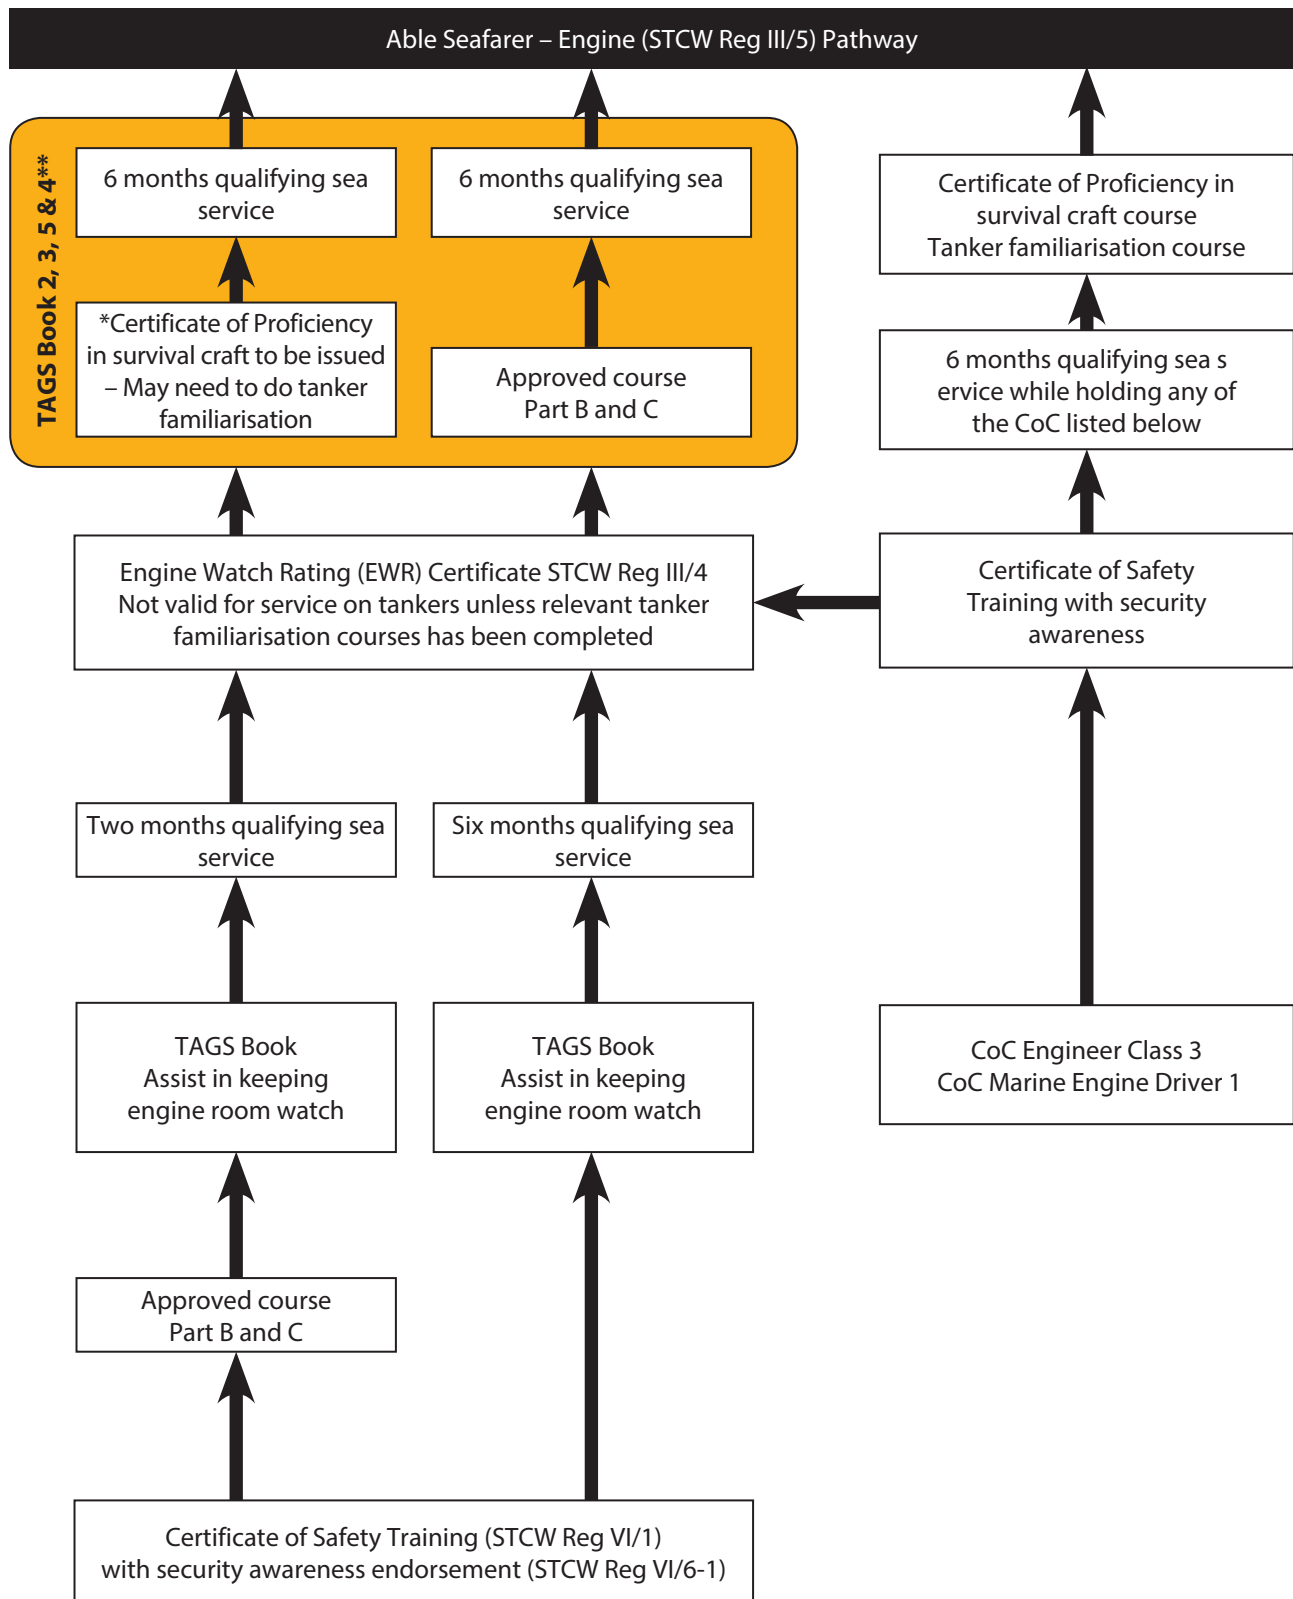 Able Seafarer – Engine (STCW Reg III/5) Pathway
TAGS Book 2, 3, 5 & 4**
6 months qualifying sea
service
6 months qualifying sea
service
Certificate of Proficiency in
survival craft course
Tanker familiarisation course
*Certificate of Proficiency
in survival craft to be issued
– May need to do tanker
familiarisation
Approved course
Part B and C
6 months qualifying sea s
ervice while holding any of
the CoC listed below
Engine Watch Rating (EWR) Certificate STCW Reg III/4
Not valid for service on tankers unless relevant tanker
familiarisation courses has been completed
Certificate of Safety
Training with security
awareness
Two months qualifying sea
service
Six months qualifying sea
service
TAGS Book
Assist in keeping
engine room watch
TAGS Book
Assist in keeping
engine room watch
CoC Engineer Class 3
CoC Marine Engine Driver 1
Approved course
Part B and C
Certificate of Safety Training (STCW Reg VI/1)
with security awareness endorsement (STCW Reg VI/6-1)